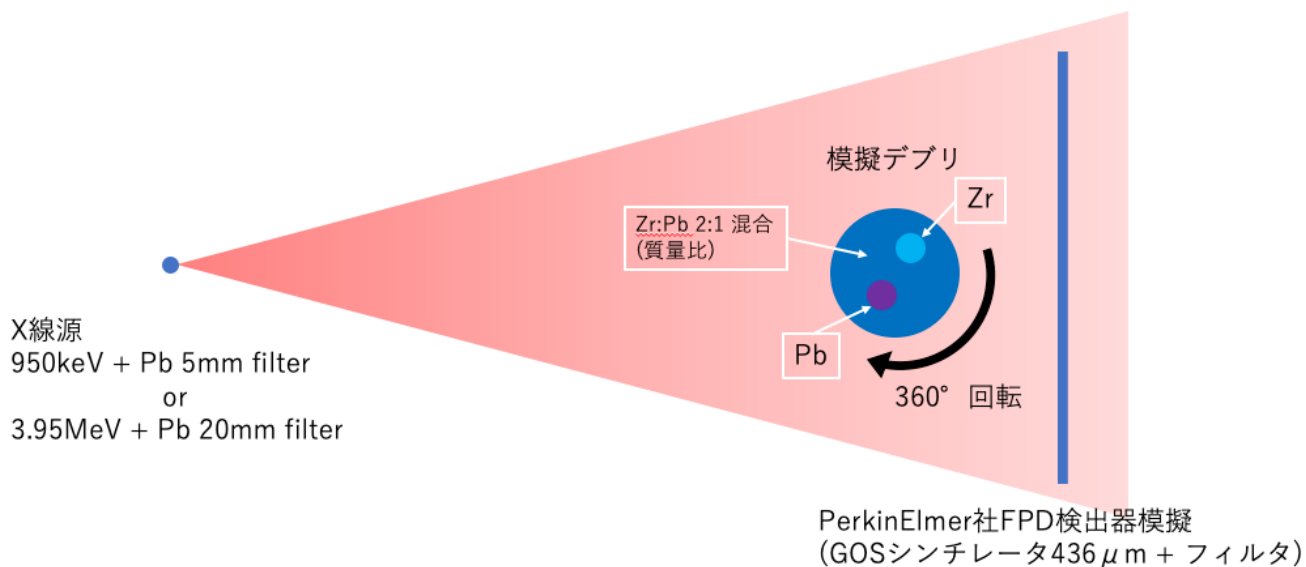 模擬デブリ
Zr
Zr:Pb 2:1 混合
(質量比)
Pb
360° 回転
X線源
950keV + Pb 5mm filter
or
3.95MeV + Pb 20mm filter
PerkinElmer社FPD検出器模擬
(GOSシンチレータ436μm + フィルタ)